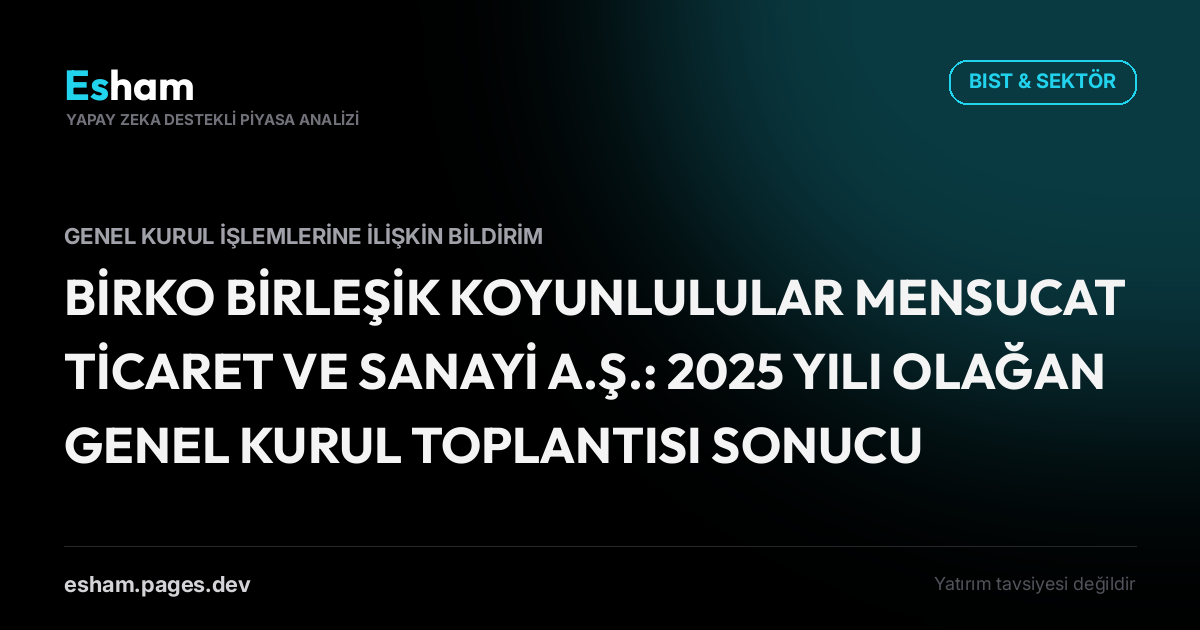 Esham
BIST & SEKTÖR
YAPAY ZEKA DESTEKLİ PİYASA ANALİZİ
GENEL KURUL İŞLEMLERİNE İLİŞKİN BİLDİRİM
BİRKO BİRLEŞİK KOYUNLULULAR MENSUCAT
TİCARET VE SANAYİ A.Ş.: 2025 YILI OLAĞAN
GENEL KURUL TOPLANTISI SONUCU
esham.pages.dev
Yatırım tavsiyesi değildir